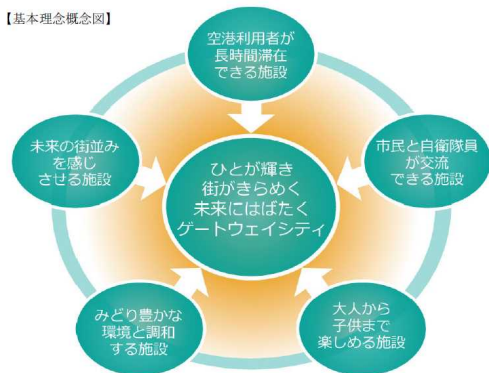 【基本理念概念図】
空港利用者が
長時間滞在
できる施設
未来の街並み
を感じ
させる施設
市民と自衛隊員
が交流
できる施設
ひとが輝き
街がきらめく
未来にはばたく
ゲートウェイシティ
みどり豊かな
環境と調和
する施設
大人から
子供まで
楽しめる施設